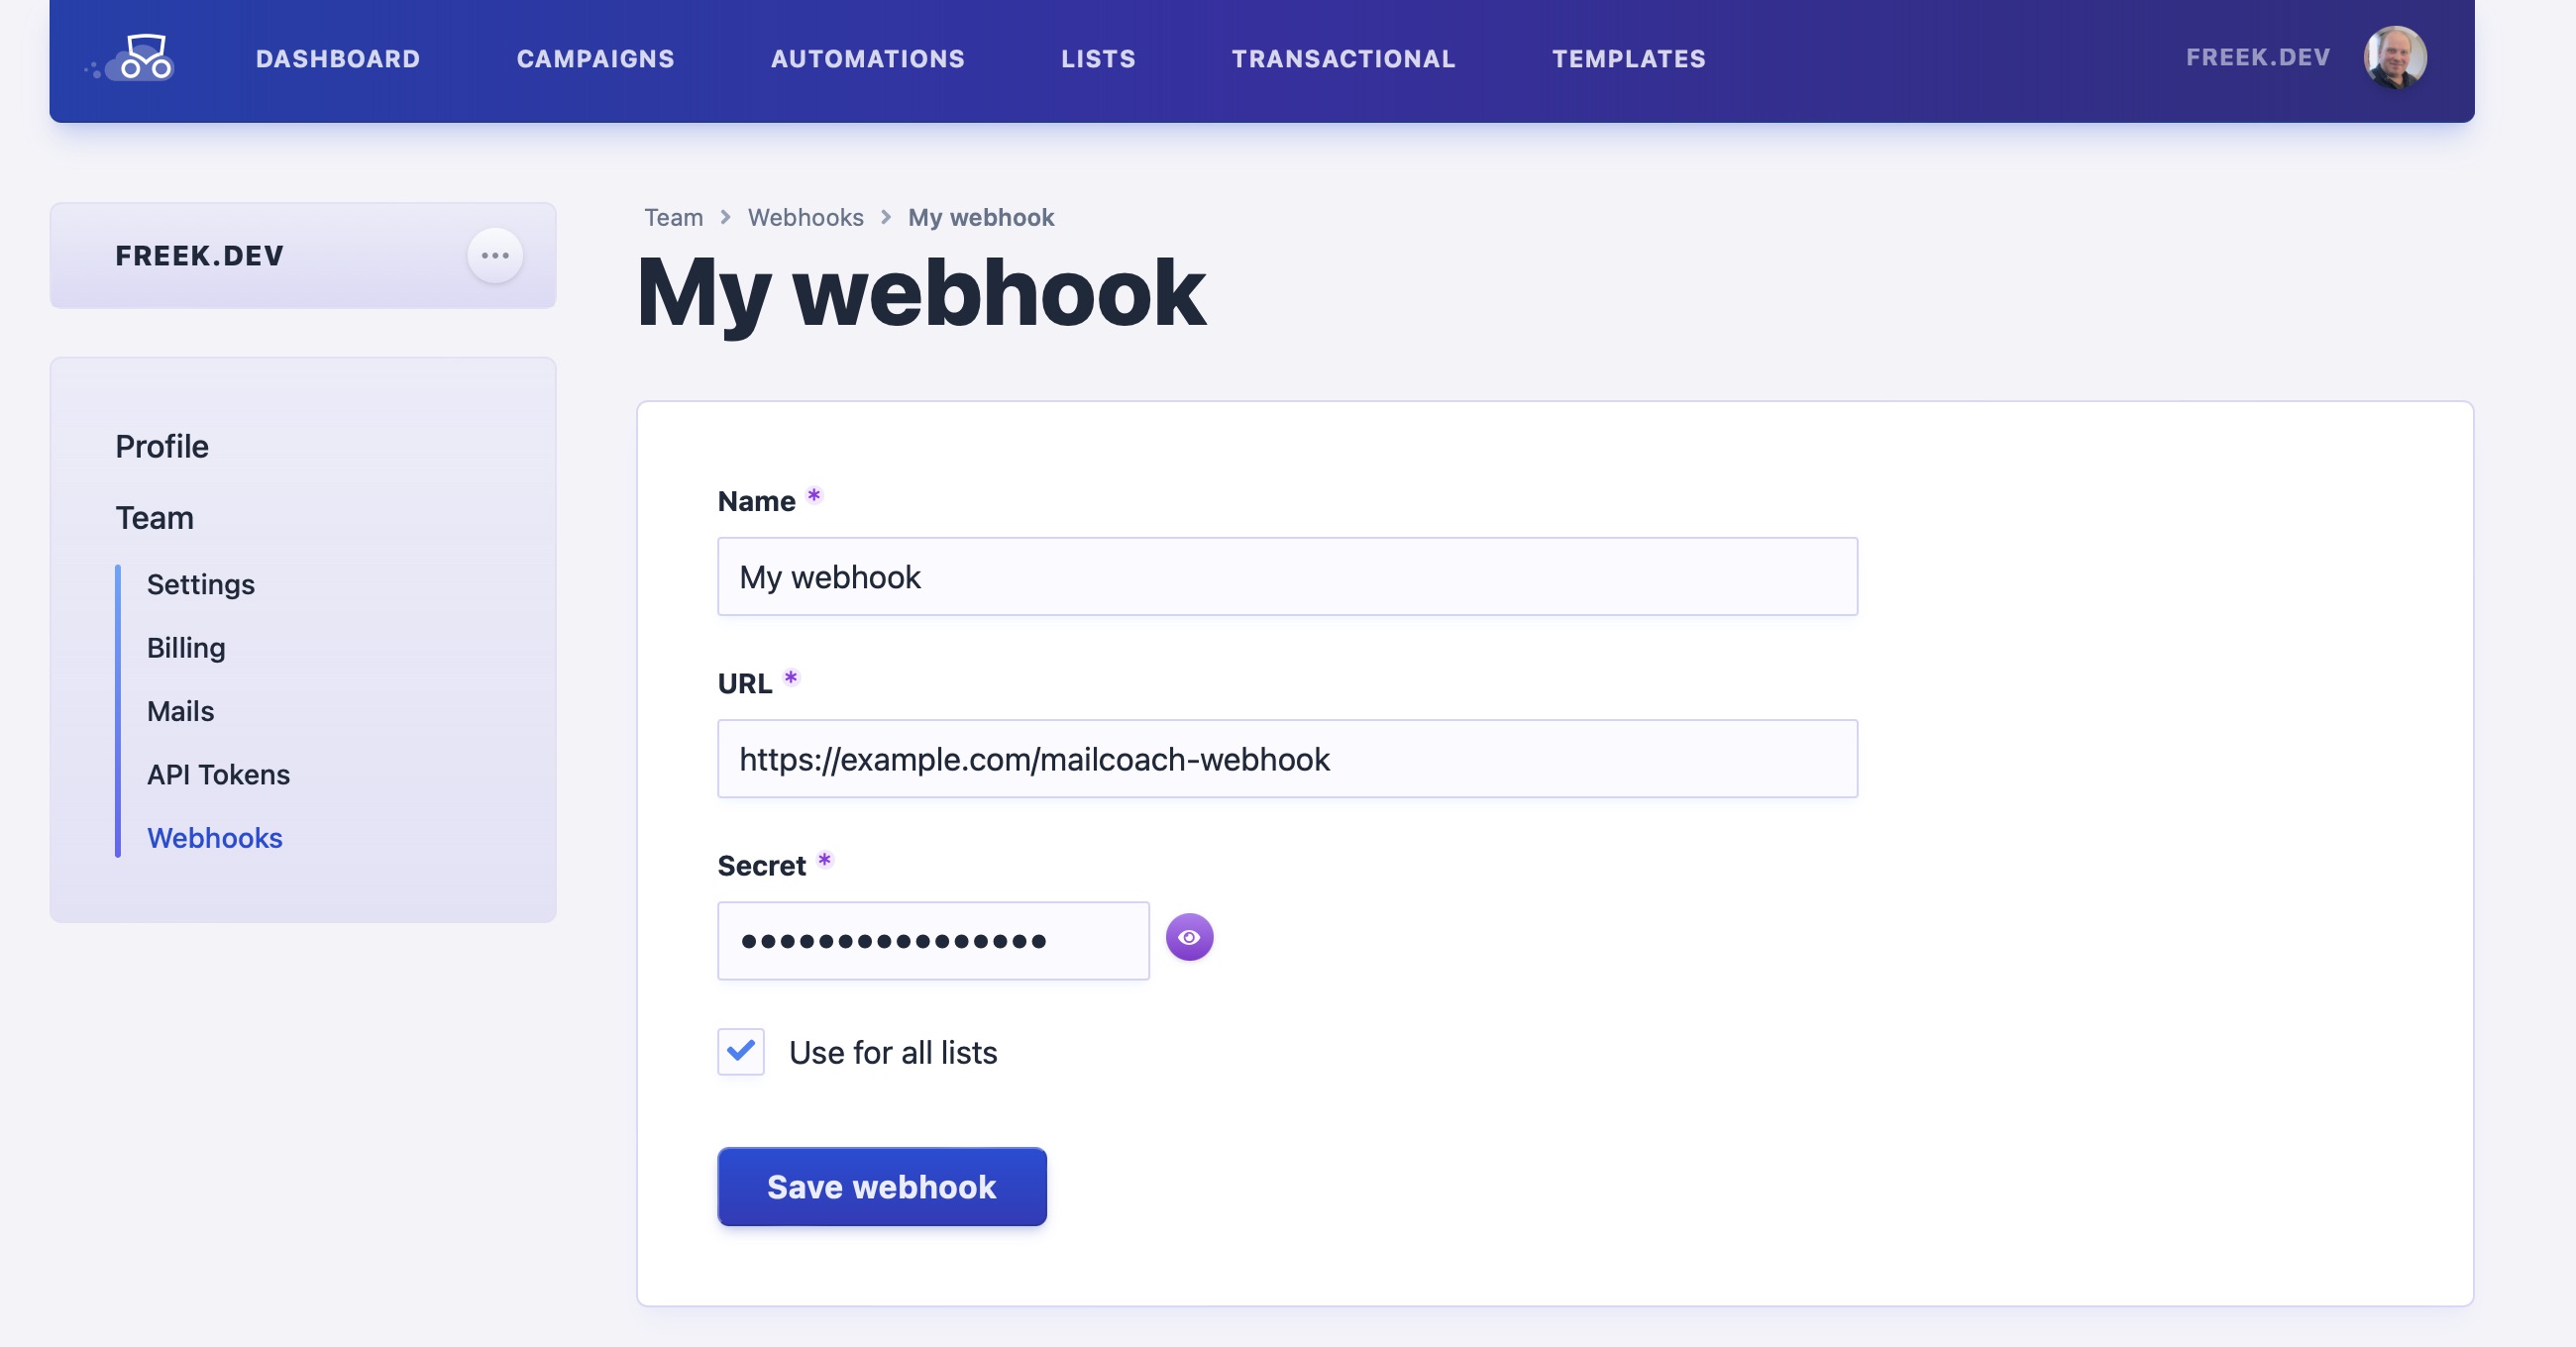 DASHBOARD CAMPAIGNS AUTOMATIONS LISTS TRANSACTIONAL TEMPLATES FREEK.DEV
FREEK.DEV
Profile
Team
Settings
Billing
Mails
API Tokens
Webhooks
Team > Webhooks > My webhook
My webhook
Name *
My webhook
URL *
https://example.com/mailcoach-webhook
Secret *
••••••••••••••••
Use for all lists
Save webhook